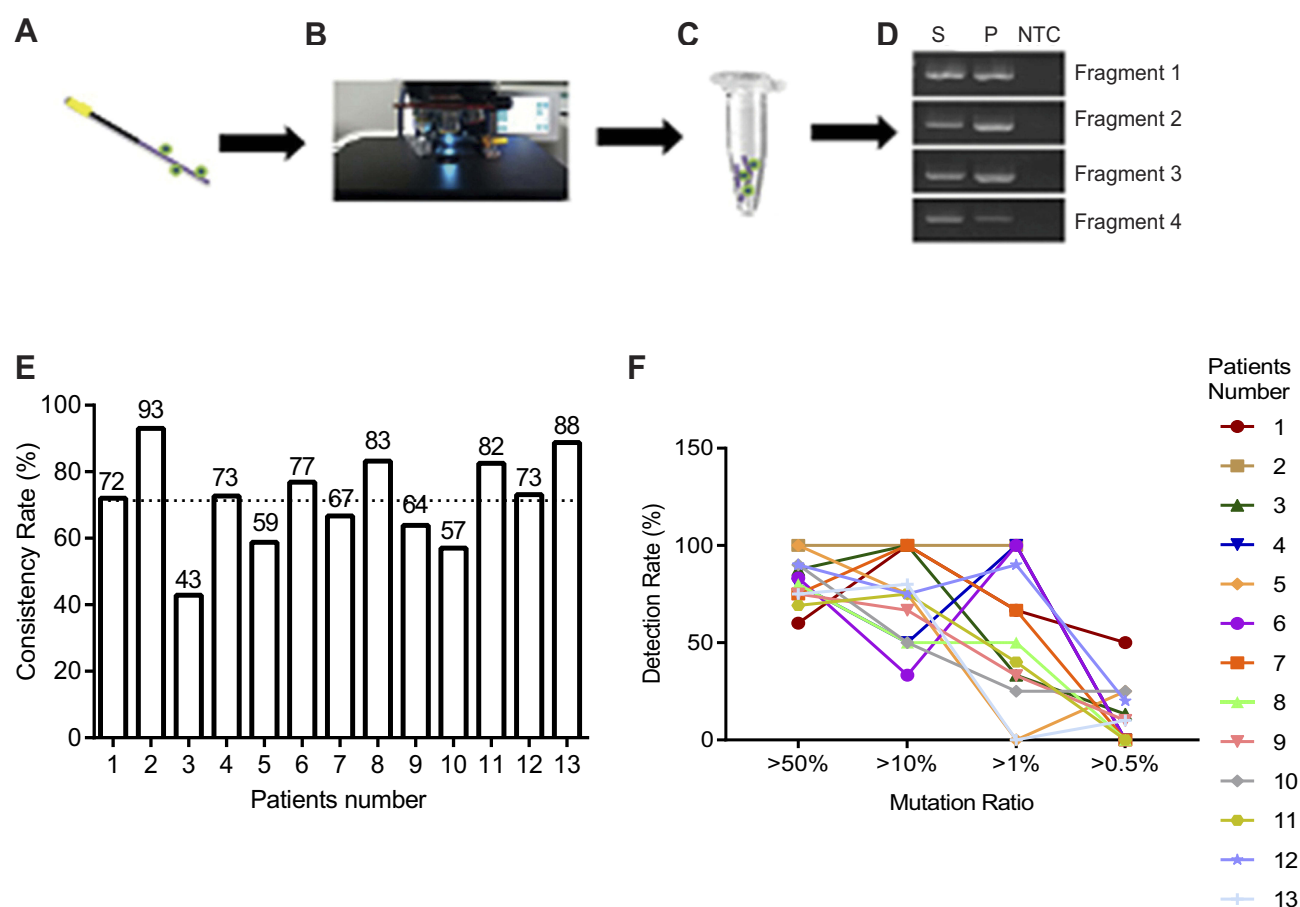 A
B
C
D
S P NTC
Fragment 1
Fragment 2
Fragment 3
Fragment 4
E
Consistency Rate (%)
100
80
60
40
20
0
72
93
43
73
59
77
67
83
64
57
82
73
88
1 2 3 4 5 6 7 8 9 10 11 12 13
Patients number
F
Detection Rate (%)
150
100
50
0
>50% >10% >1% >0.5%
Mutation Ratio
Patients
Number
1
2
3
4
5
6
7
8
9
10
11
12
13